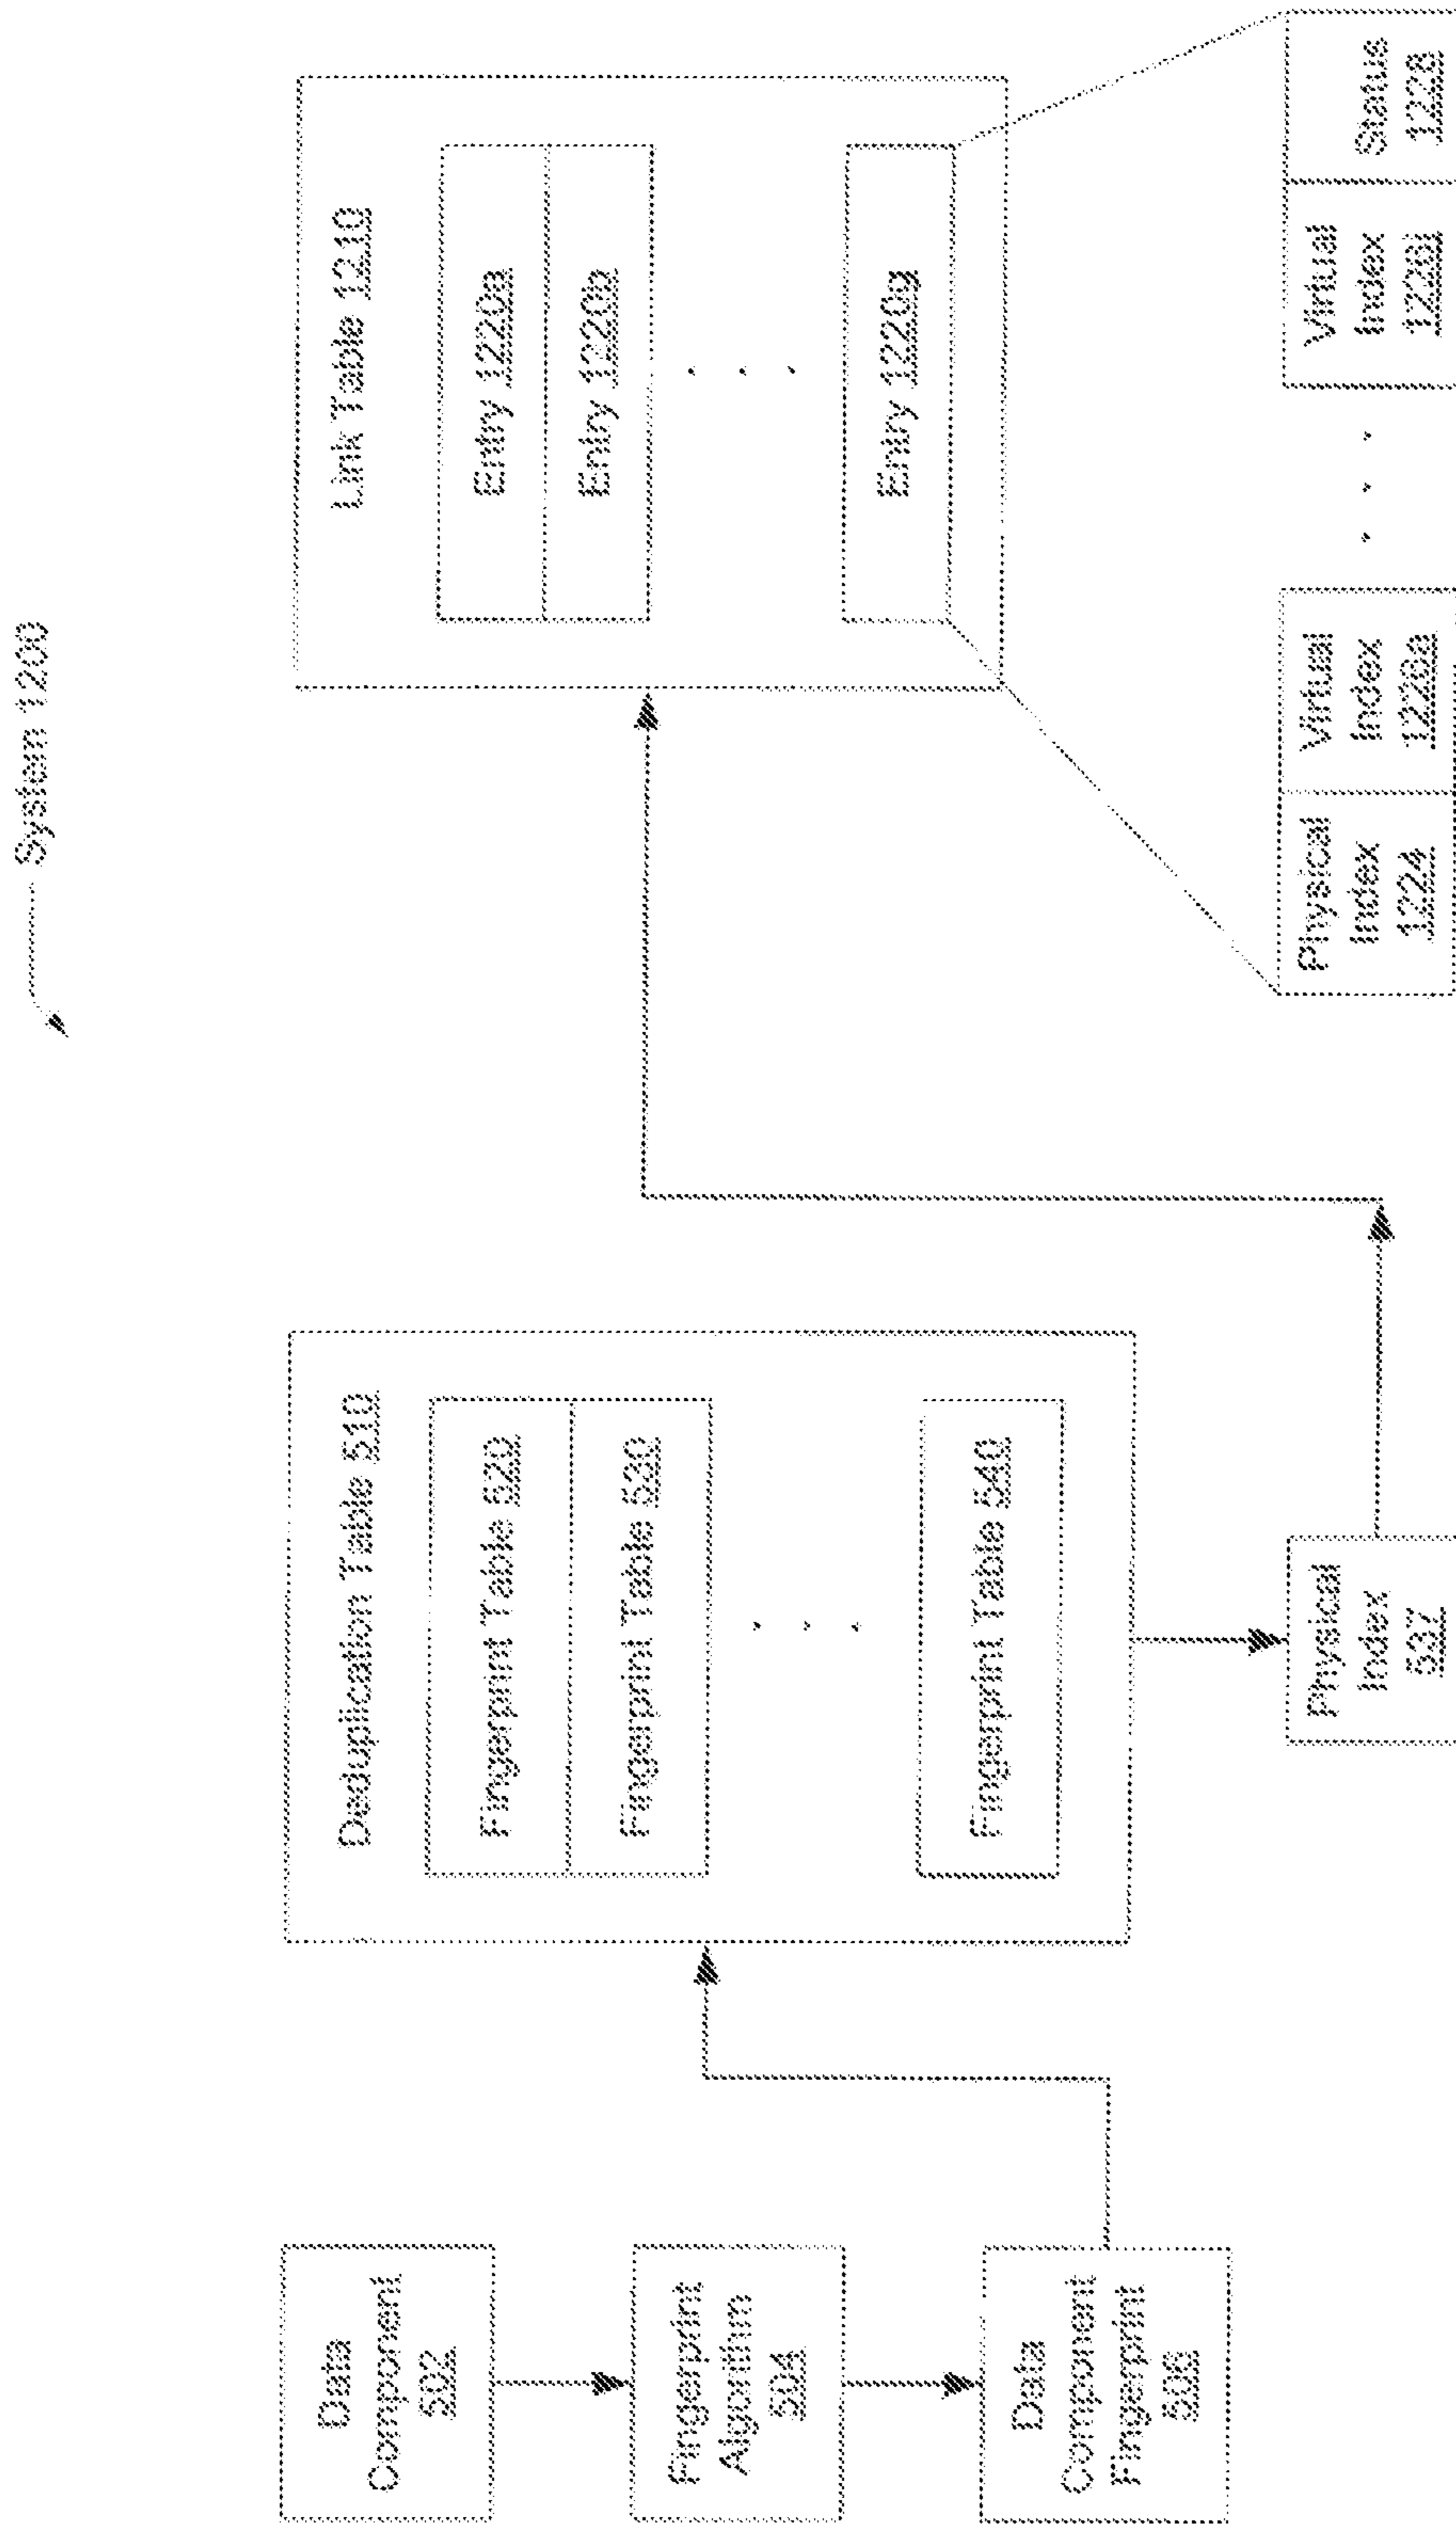 System 1200
Data
Component
502
Fingerprint
Algorithm
504
Data
Component
Fingerprint
506
Deduplication Table 510
Fingerprint Table 520
Fingerprint Table 530
Fingerprint Table 540
Physical
Index
537
Link Table 1210
Entry 1220a
Entry 1220b
Entry 1220g
Physical
Index
1224
Virtual
Index
1226a
Virtual
Index
1226j
Status
1228